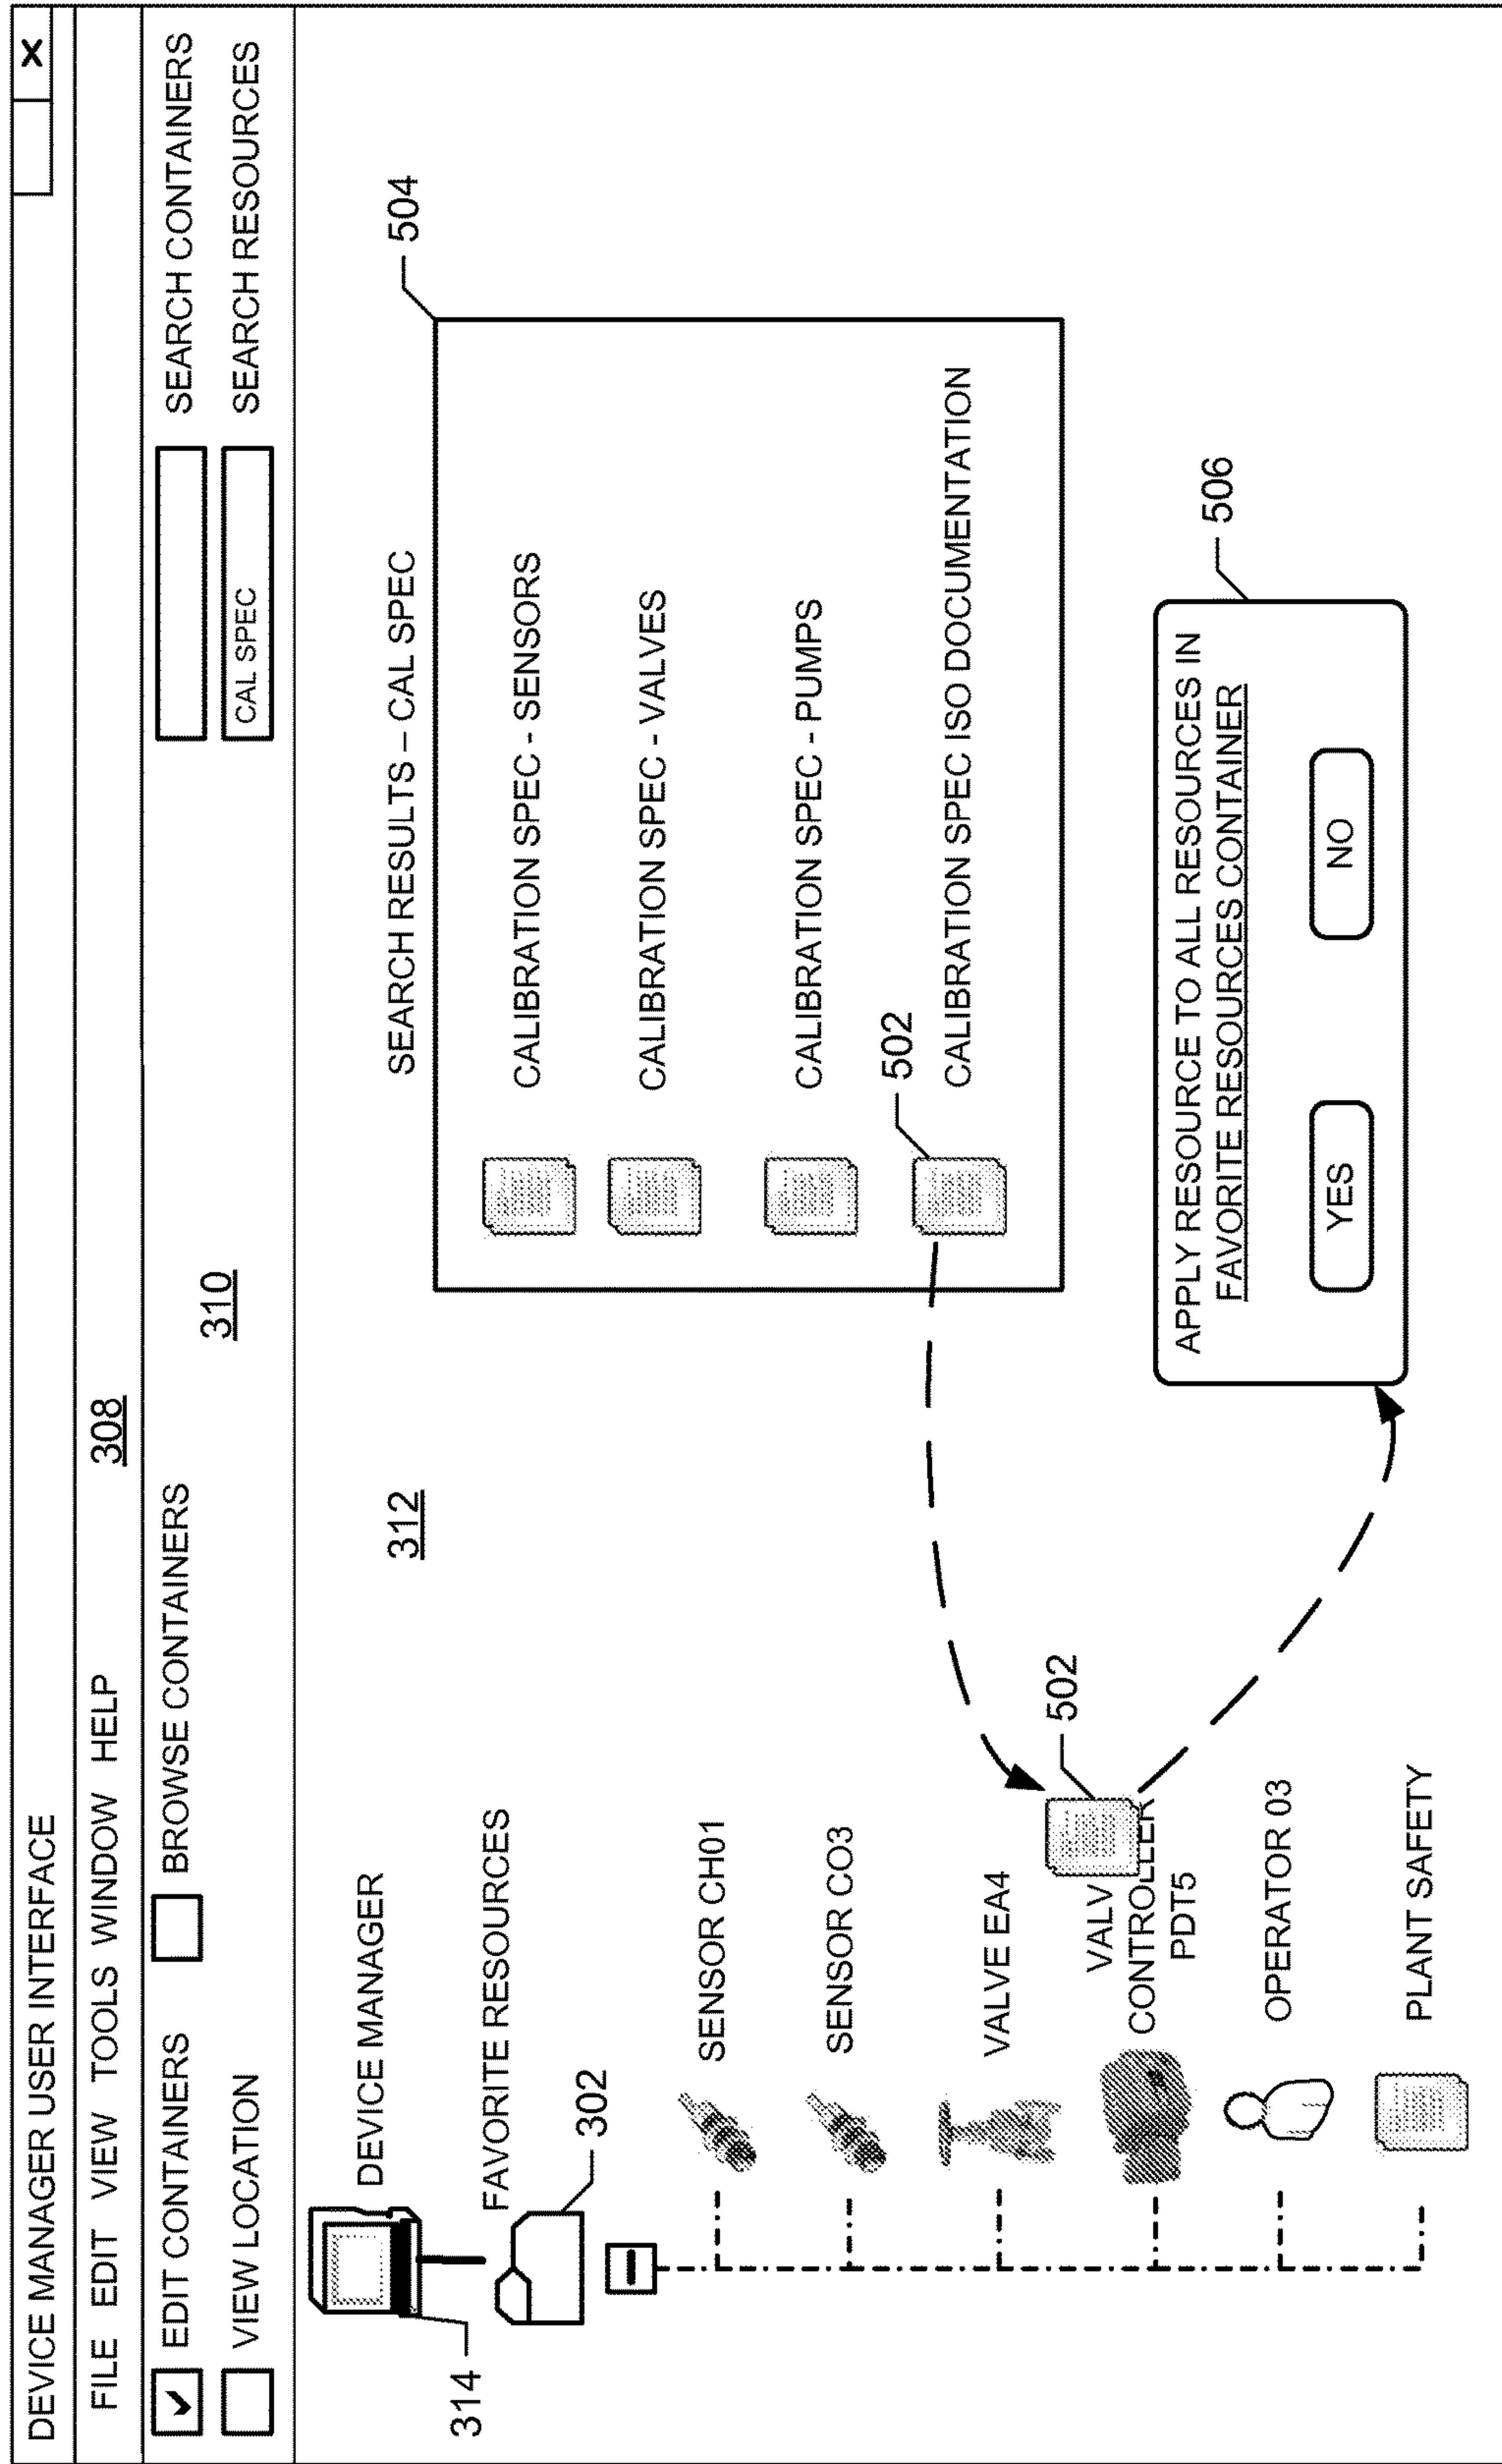 DEVICE MANAGER USER INTERFACE
X
FILE EDIT VIEW TOOLS WINDOW HELP
308
EDIT CONTAINERS
BROWSE CONTAINERS
SEARCH CONTAINERS
VIEW LOCATION
310
CAL SPEC
SEARCH RESOURCES
312
DEVICE MANAGER
314
FAVORITE RESOURCES
302
SENSOR CH01
SENSOR CO3
VALVE EA4
VALV
CONTROLLER
PDT5
502
OPERATOR 03
PLANT SAFETY
SEARCH RESULTS – CAL SPEC
504
CALIBRATION SPEC - SENSORS
CALIBRATION SPEC - VALVES
CALIBRATION SPEC - PUMPS
502
CALIBRATION SPEC ISO DOCUMENTATION
506
APPLY RESOURCE TO ALL RESOURCES IN
FAVORITE RESOURCES CONTAINER
YES
NO